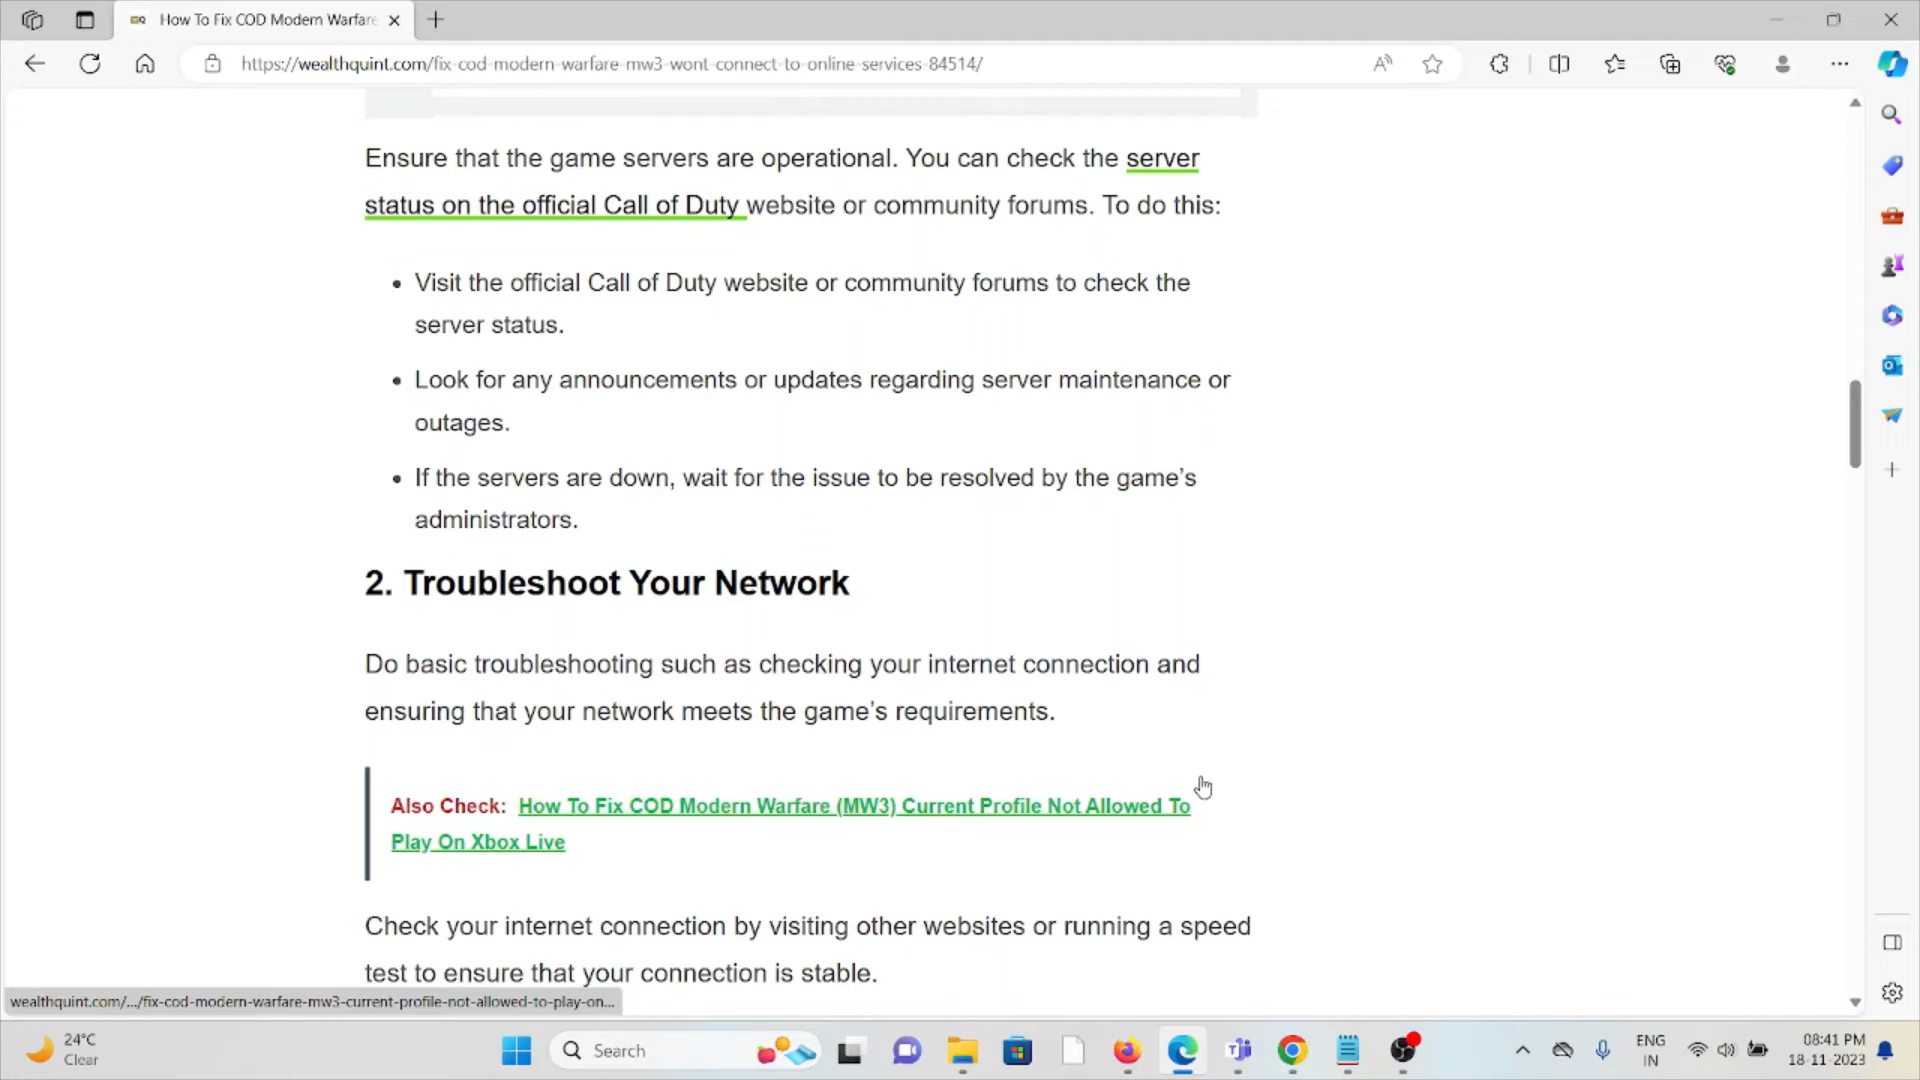 How To Fix COD Modern Warfare
https://wealthquint.com/fix-cod-modern-warfare-mw3-wont-connect-to-online-services-84514/
Ensure that the game servers are operational. You can check the server
status on the official Call of Duty website or community forums. To do this:
• Visit the official Call of Duty website or community forums to check the
server status.
• Look for any announcements or updates regarding server maintenance or
outages.
• If the servers are down, wait for the issue to be resolved by the game’s
administrators.
2. Troubleshoot Your Network
Do basic troubleshooting such as checking your internet connection and
ensuring that your network meets the game’s requirements.
Also Check: How To Fix COD Modern Warfare (MW3) Current Profile Not Allowed To
Play On Xbox Live
Check your internet connection by visiting other websites or running a speed
test to ensure that your connection is stable.
wealthquint.com/.../fix-cod-modern-warfare-mw3-current-profile-not-allowed-to-play-on...
24°C
Clear
Search
ENG
IN
08:41 PM
18-11-2023